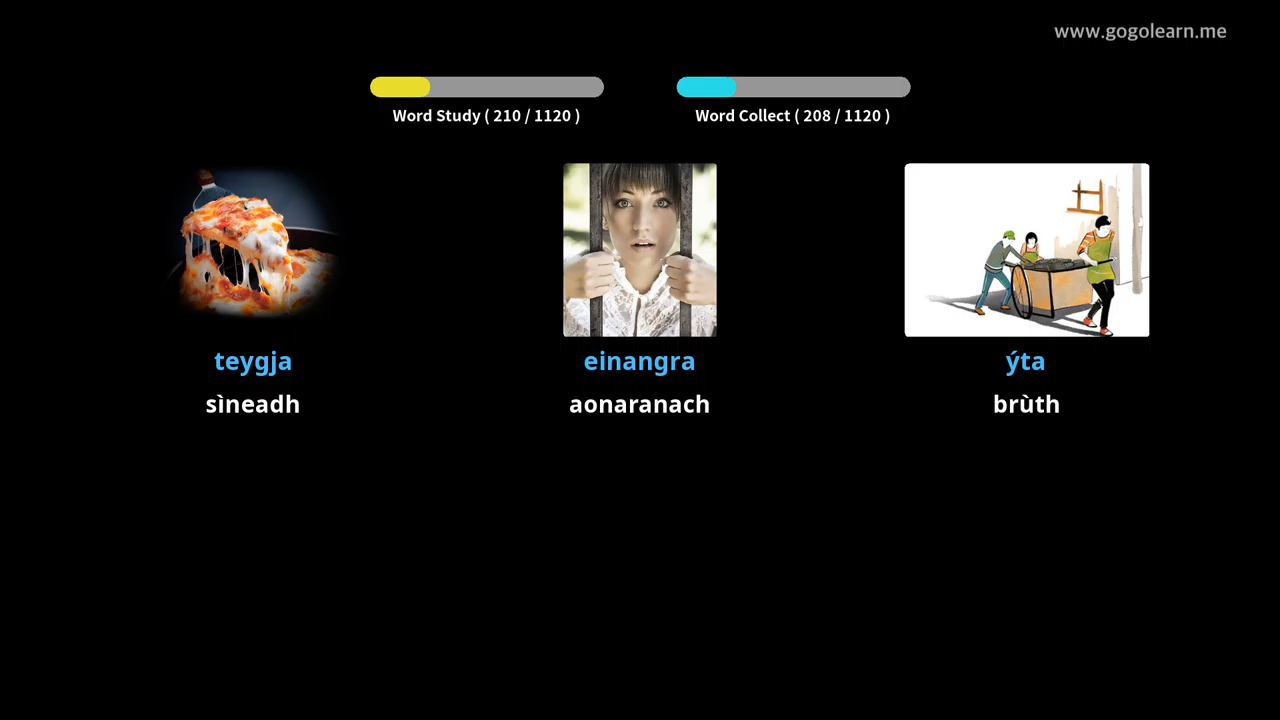 www.gogolearn.me
Word Study ( 210 / 1120 )
Word Collect ( 208 / 1120 )
teygja
sìneadh
einangra
aonaranach
ýta
brùth